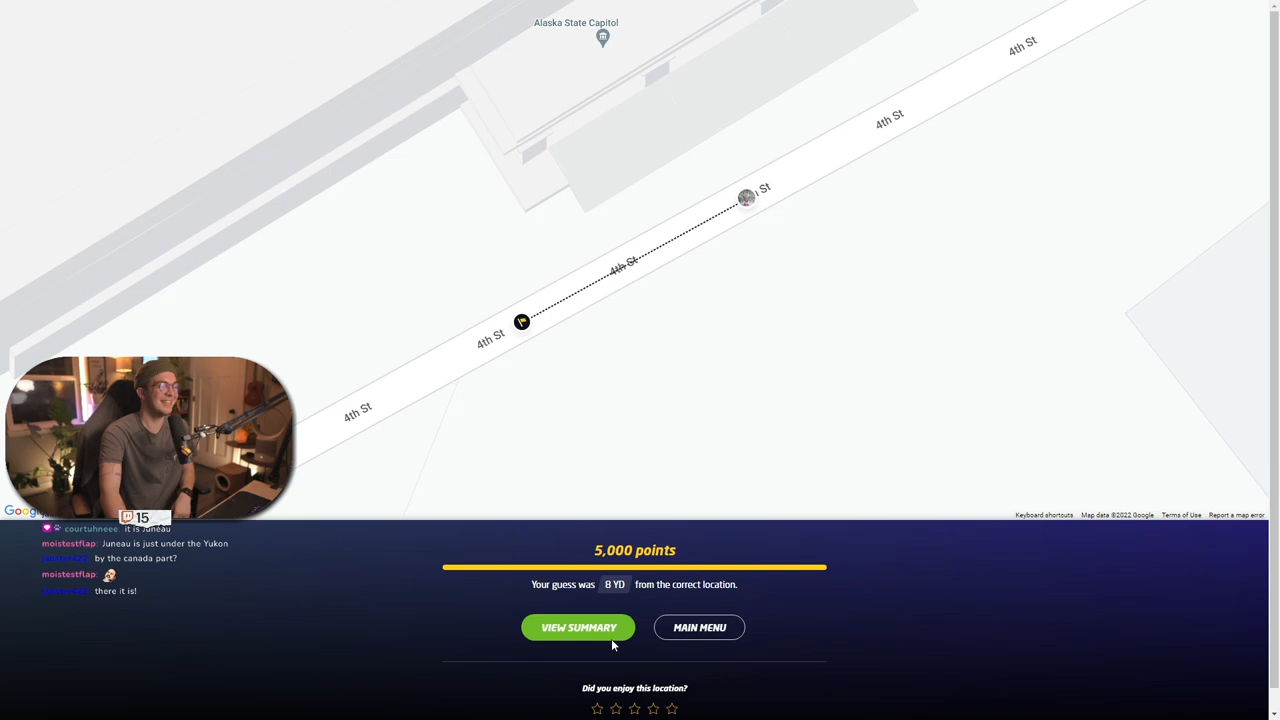 Alaska State Capitol
4th St
4th St
St
4th St
4th St
4th St
Goog
Keyboard shortcuts
Map data ©2022 Google
Terms of Use
Report a map error
15
courtuhneee: it is Juneau
moistestflap: Juneau is just under the Yukon
by the canada part?
moistestflap:
there it is!
5,000 points
Your guess was 8 YD from the correct location.
VIEW SUMMARY
MAIN MENU
Did you enjoy this location?